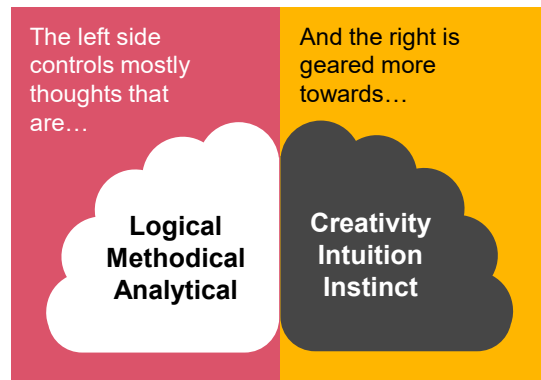 The left side
controls mostly
thoughts that
are…
And the right is
geared more
towards…
Logical
Methodical
Analytical
Creativity
Intuition
Instinct